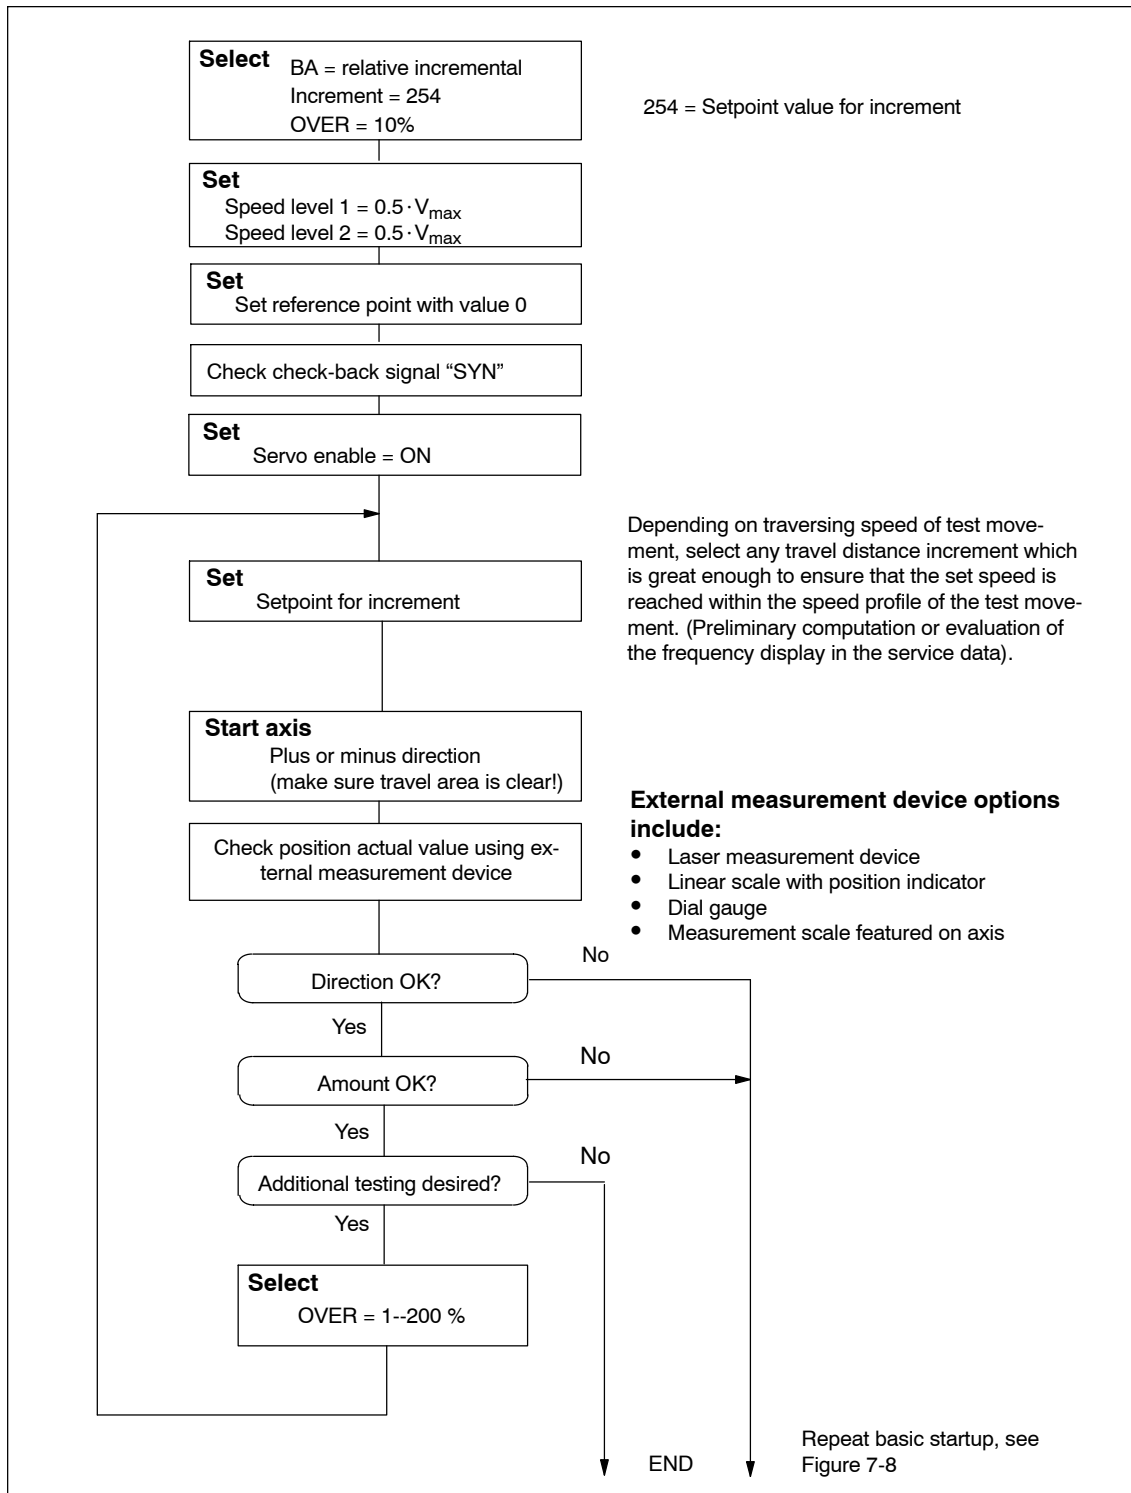 Select
BA = relative incremental
Increment = 254
OVER = 10%
254 = Setpoint value for increment
Set
Speed level 1 = 0.5·Vmax
Speed level 2 = 0.5·Vmax
Set
Set reference point with value 0
Check check-back signal “SYN”
Set
Servo enable = ON
Depending on traversing speed of test move-
ment, select any travel distance increment which
is great enough to ensure that the set speed is
reached within the speed profile of the test move-
ment. (Preliminary computation or evaluation of
the frequency display in the service data).
Set
Setpoint for increment
Start axis
Plus or minus direction
(make sure travel area is clear!)
External measurement device options
include:
• Laser measurement device
• Linear scale with position indicator
• Dial gauge
• Measurement scale featured on axis
Check position actual value using ex-
ternal measurement device
Direction OK?
No
Yes
Amount OK?
No
Yes
Additional testing desired?
No
Yes
Select
OVER = 1--200 %
END
Repeat basic startup, see
Figure 7-8